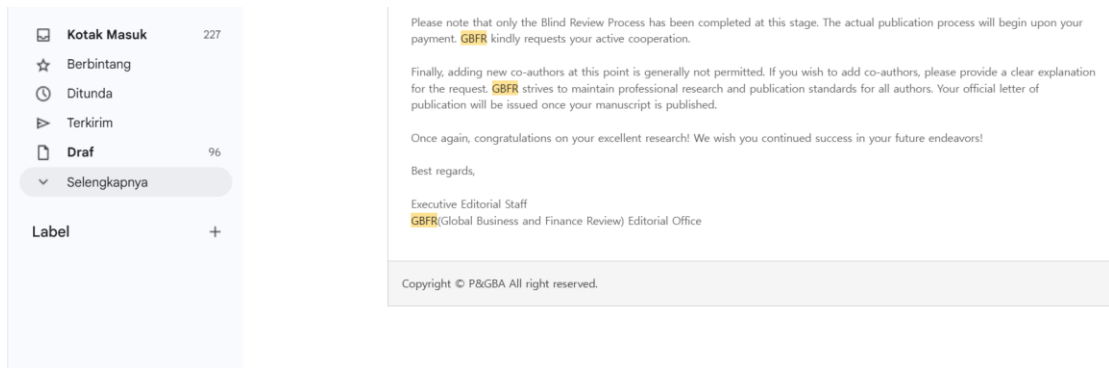 Kotak Masuk 227
Berbintang
Ditunda
Terkirim
Draf 96
Selengkapnya
Label +
Please note that only the Blind Review Process has been completed at this stage. The actual publication process will begin upon your
payment. GBFR kindly requests your active cooperation.
Finally, adding new co-authors at this point is generally not permitted. If you wish to add co-authors, please provide a clear explanation
for the request. GBFR strives to maintain professional research and publication standards for all authors. Your official letter of
publication will be issued once your manuscript is published.
Once again, congratulations on your excellent research! We wish you continued success in your future endeavors!
Best regards,
Executive Editorial Staff
GBFR(Global Business and Finance Review) Editorial Office
Copyright © P&GBA All right reserved.